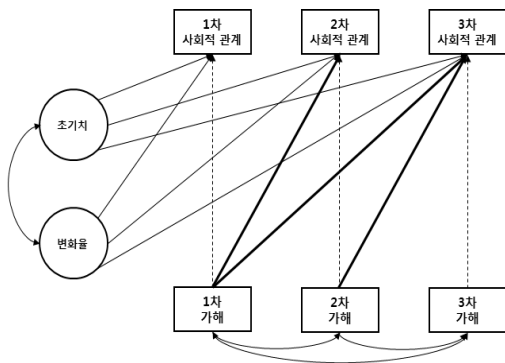 1차
사회적 관계
2차
사회적 관계
3차
사회적 관계
초기치
변화율
1차
가해
2차
가해
3차
가해